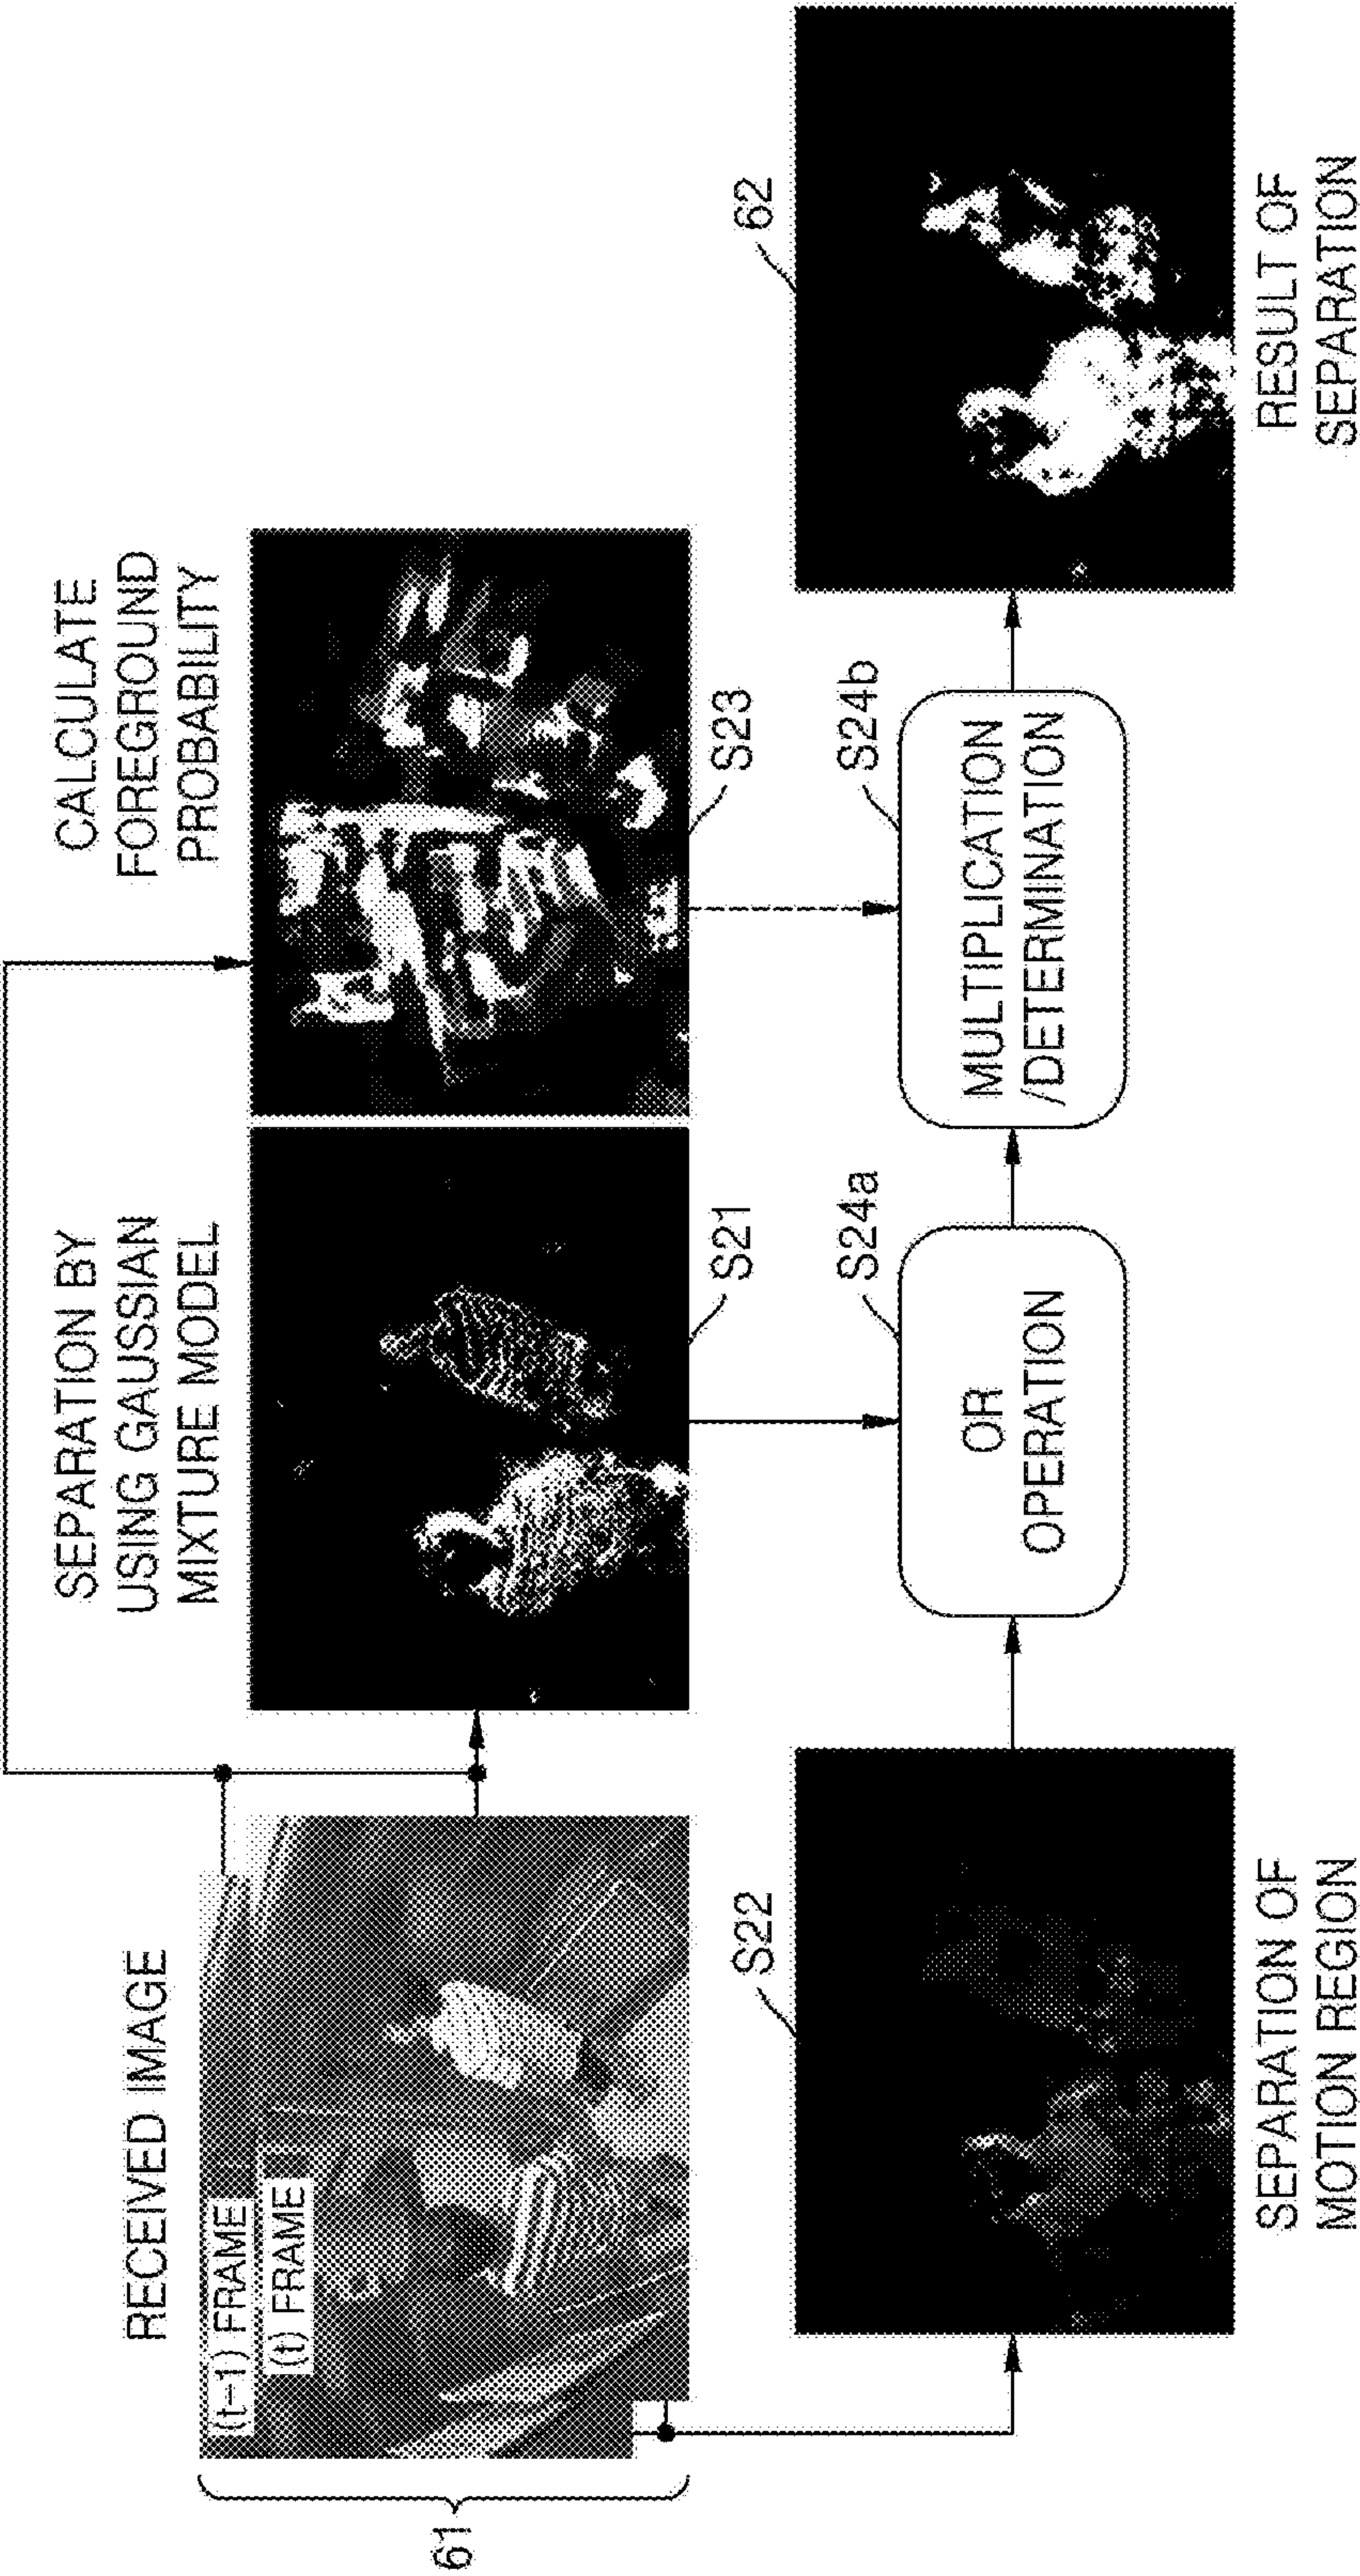 RECEIVED IMAGE
(t-1) FRAME
(t) FRAME
61
SEPARATION BY
USING GAUSSIAN
MIXTURE MODEL
S21
CALCULATE
FOREGROUND
PROBABILITY
S23
S22
SEPARATION OF
MOTION REGION
S24a
OR
OPERATION
S24b
MULTIPLICATION
/DETERMINATION
62
RESULT OF
SEPARATION